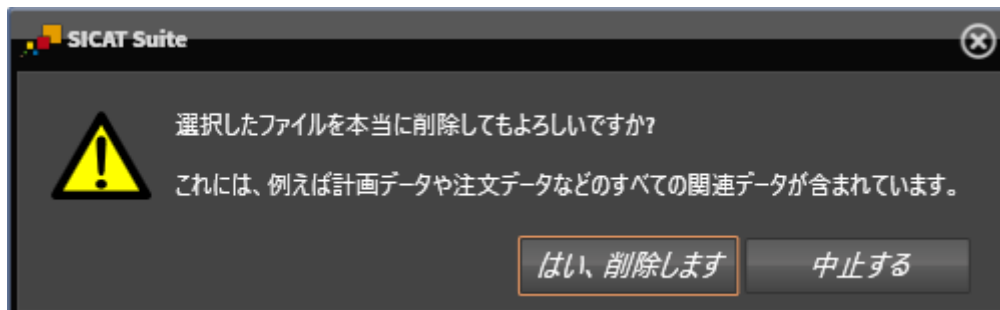 SICAT Suite
選択したファイルを本当に削除してもよろしいですか?
これには、例えば計画データや注文データなどのすべての関連データが含まれています。
はい、削除します 中止する